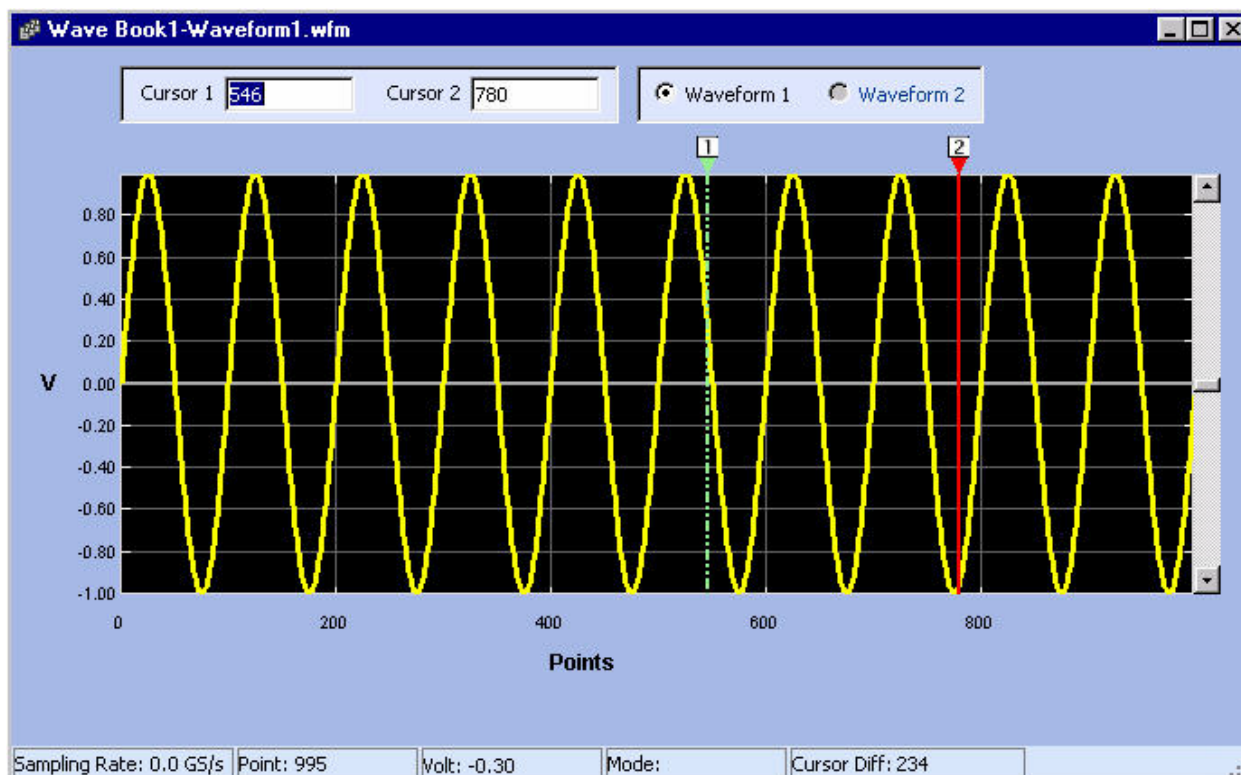 Wave Book1-Waveform1.wfm
Cursor 1 546 Cursor 2 780 Waveform 1 Waveform 2
1 2
0.80
0.60
0.40
0.20
V 0.00
-0.20
-0.40
-0.60
-0.80
-1.00
0 200 400 600 800
Points
Sampling Rate: 0.0 GS/s Point: 995 Volt: -0.30 Mode: Cursor Diff: 234